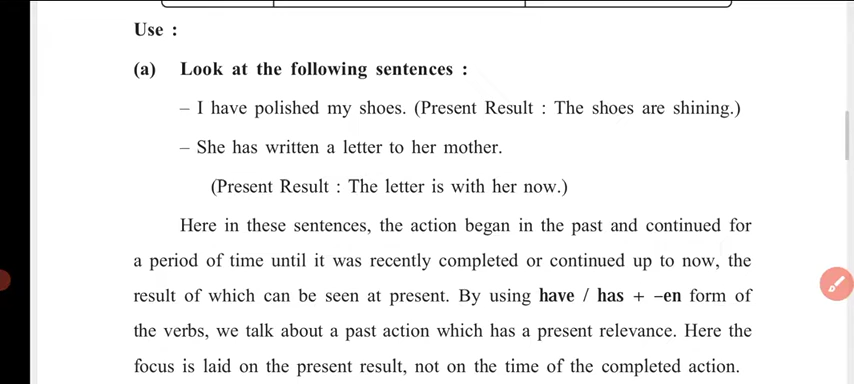 Use :
(a) Look at the following sentences :
– I have polished my shoes. (Present Result : The shoes are shining.)
– She has written a letter to her mother.
(Present Result : The letter is with her now.)
Here in these sentences, the action began in the past and continued for
a period of time until it was recently completed or continued up to now, the
result of which can be seen at present. By using have / has + –en form of
the verbs, we talk about a past action which has a present relevance. Here the
focus is laid on the present result, not on the time of the completed action.